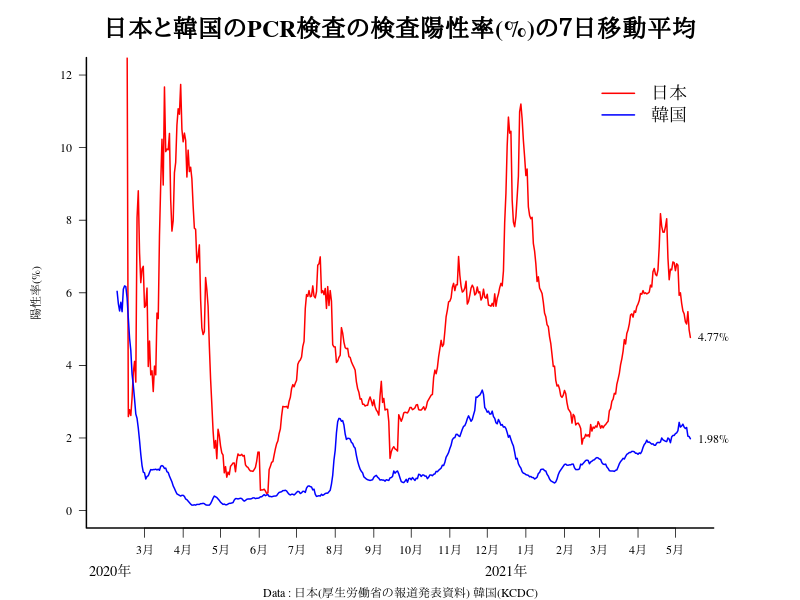 日本と韓国のPCR検査の検査陽性率(%)の7日移動平均
日本
韓国
陽性率(%)
12
10
8
6
4
2
0
4.77%
1.98%
3月 4月 5月 6月 7月 8月 9月 10月 11月 12月 1月 2月 3月 4月 5月
2020年 2021年
Data : 日本(厚生労働省の報道発表資料) 韓国(KCDC)